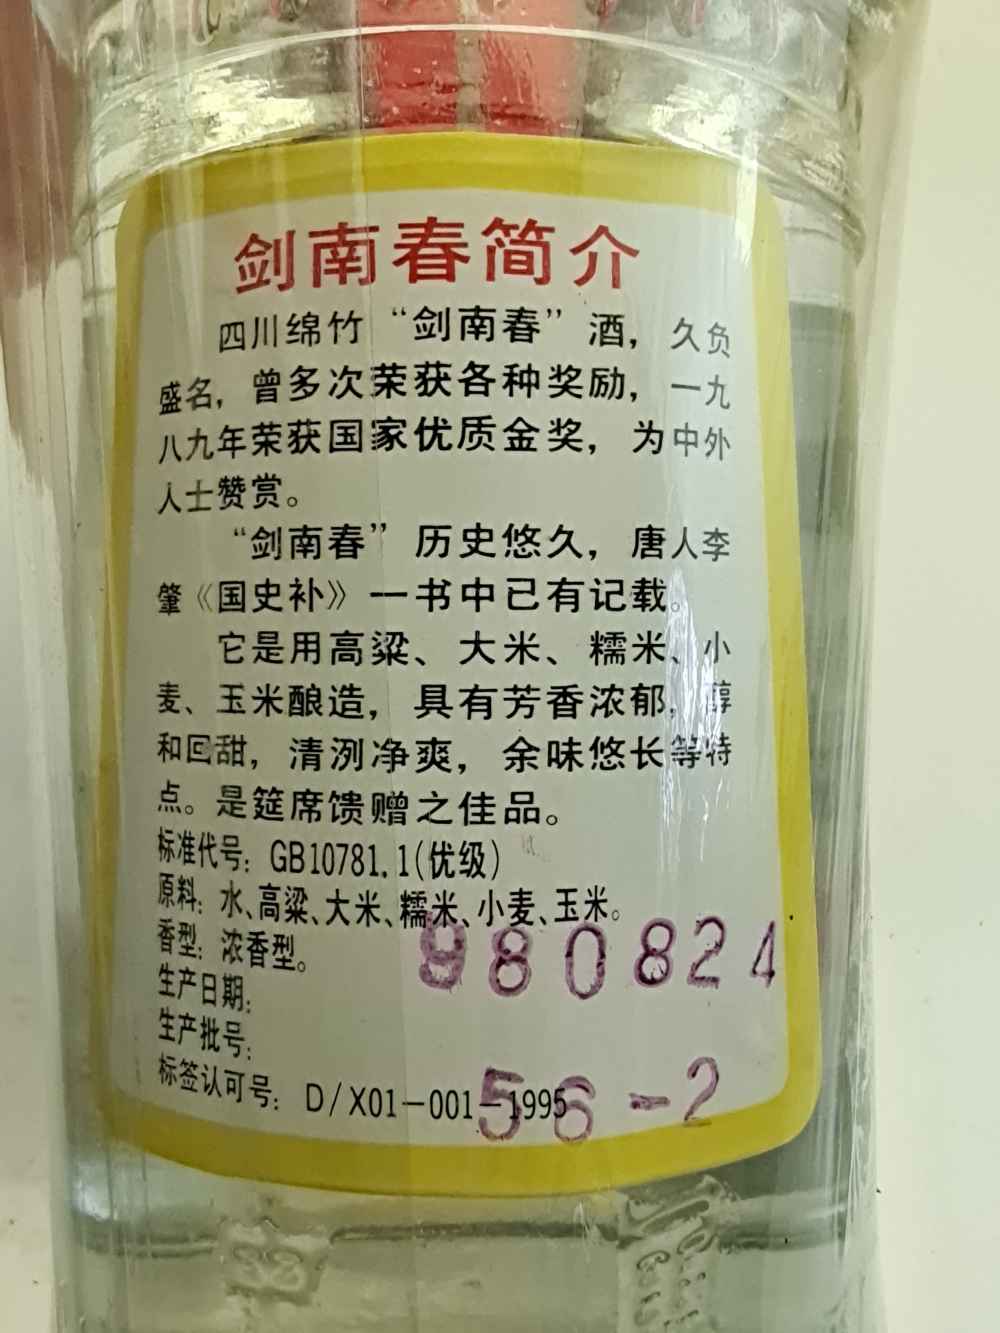 剑南春简介
四川绵竹“剑南春”酒，久负
盛名，曾多次荣获各种奖励，一九
八九年荣获国家优质金奖，为中外
人士赞赏。
“剑南春”历史悠久，唐人李
肇《国史补》一书中已有记载。
它是用高粱、大米、糯米、小
麦、玉米酿造，具有芳香浓郁，醇
和回甜，清洌净爽，余味悠长等特
点。是筵席馈赠之佳品。
标准代号：GB10781.1(优级)
原料：水、高粱、大米、糯米、小麦、玉米。
香型：浓香型。
980824
生产日期：
生产批号：
标签认可号：D/X01-001-1995
56-2